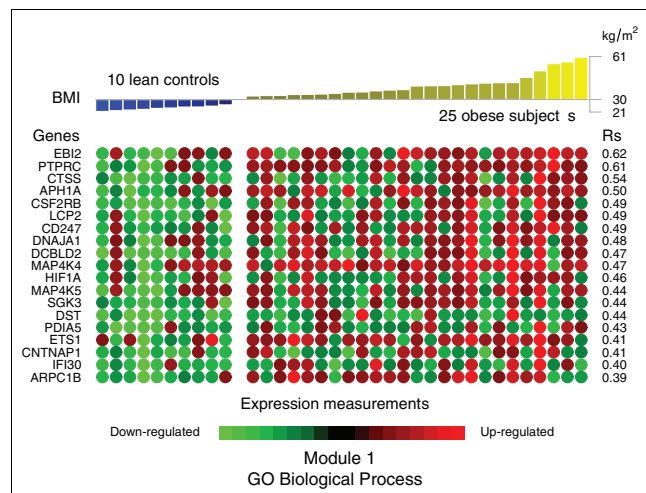 kg/m2
61
10 lean controls
BMI
30
25 obese subject s
21
Genes
Rs
EBI2 0.62
PTPRC 0.61
CTSS 0.54
APH1A 0.50
CSF2RB 0.49
LCP2 0.49
CD247 0.49
DNAJA1 0.48
DCBLD2 0.47
MAP4K4 0.47
HIF1A 0.46
MAP4K5 0.44
SGK3 0.44
DST 0.44
PDIA5 0.43
ETS1 0.41
CNTNAP1 0.41
IFI30 0.40
ARPC1B 0.39
Expression measurements
Down-regulated Up-regulated
Module 1
GO Biological Process